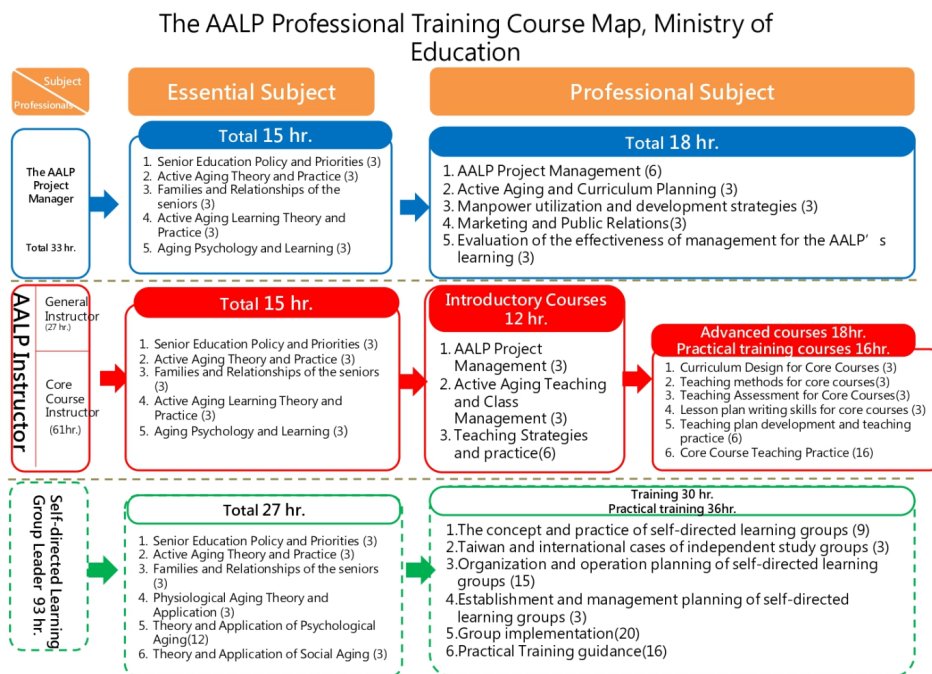 The AALP Professional Training Course Map, Ministry of
Education
Subject
Professionals
Essential Subject
Professional Subject
The AALP
Project
Manager
Total 33 hr.
Total 15 hr.
1. Senior Education Policy and Priorities (3)
2. Active Aging Theory and Practice (3)
3. Families and Relationships of the
seniors (3)
4. Active Aging Learning Theory and
Practice (3)
5. Aging Psychology and Learning (3)
Total 18 hr.
1. AALP Project Management (6)
2. Active Aging and Curriculum Planning (3)
3. Manpower utilization and development strategies (3)
4. Marketing and Public Relations(3)
5. Evaluation of the effectiveness of management for the AALP’s
learning (3)
AALP Instructor
General
Instructor
(27 hr.)
Core
Course
Instructor
(61hr.)
Total 15 hr.
1. Senior Education Policy and Priorities (3)
2. Active Aging Theory and Practice (3)
3. Families and Relationships of the seniors
(3)
4. Active Aging Learning Theory and
Practice (3)
5. Aging Psychology and Learning (3)
Introductory Courses
12 hr.
1. AALP Project
Management (3)
2. Active Aging Teaching
and Class
Management (3)
3. Teaching Strategies
and practice(6)
Advanced courses 18hr.
Practical training courses 16hr.
1. Curriculum Design for Core Courses (3)
2. Teaching methods for core courses(3)
3. Teaching Assessment for Core Courses(3)
4. Lesson plan writing skills for core courses (3)
5. Teaching plan development and teaching
practice (6)
6. Core Course Teaching Practice (16)
Self-directed Learning
Group Leader 93 hr.
Total 27 hr.
1. Senior Education Policy and Priorities (3)
2. Active Aging Theory and Practice (3)
3. Families and Relationships of the seniors
(3)
4. Physiological Aging Theory and
Application (3)
5. Theory and Application of Psychological
Aging(12)
6. Theory and Application of Social Aging (3)
Training 30 hr.
Practical training 36hr.
1.The concept and practice of self-directed learning groups (9)
2.Taiwan and international cases of independent study groups (3)
3.Organization and operation planning of self-directed learning
groups (15)
4.Establishment and management planning of self-directed
learning groups (3)
5.Group implementation(20)
6.Practical Training guidance(16)